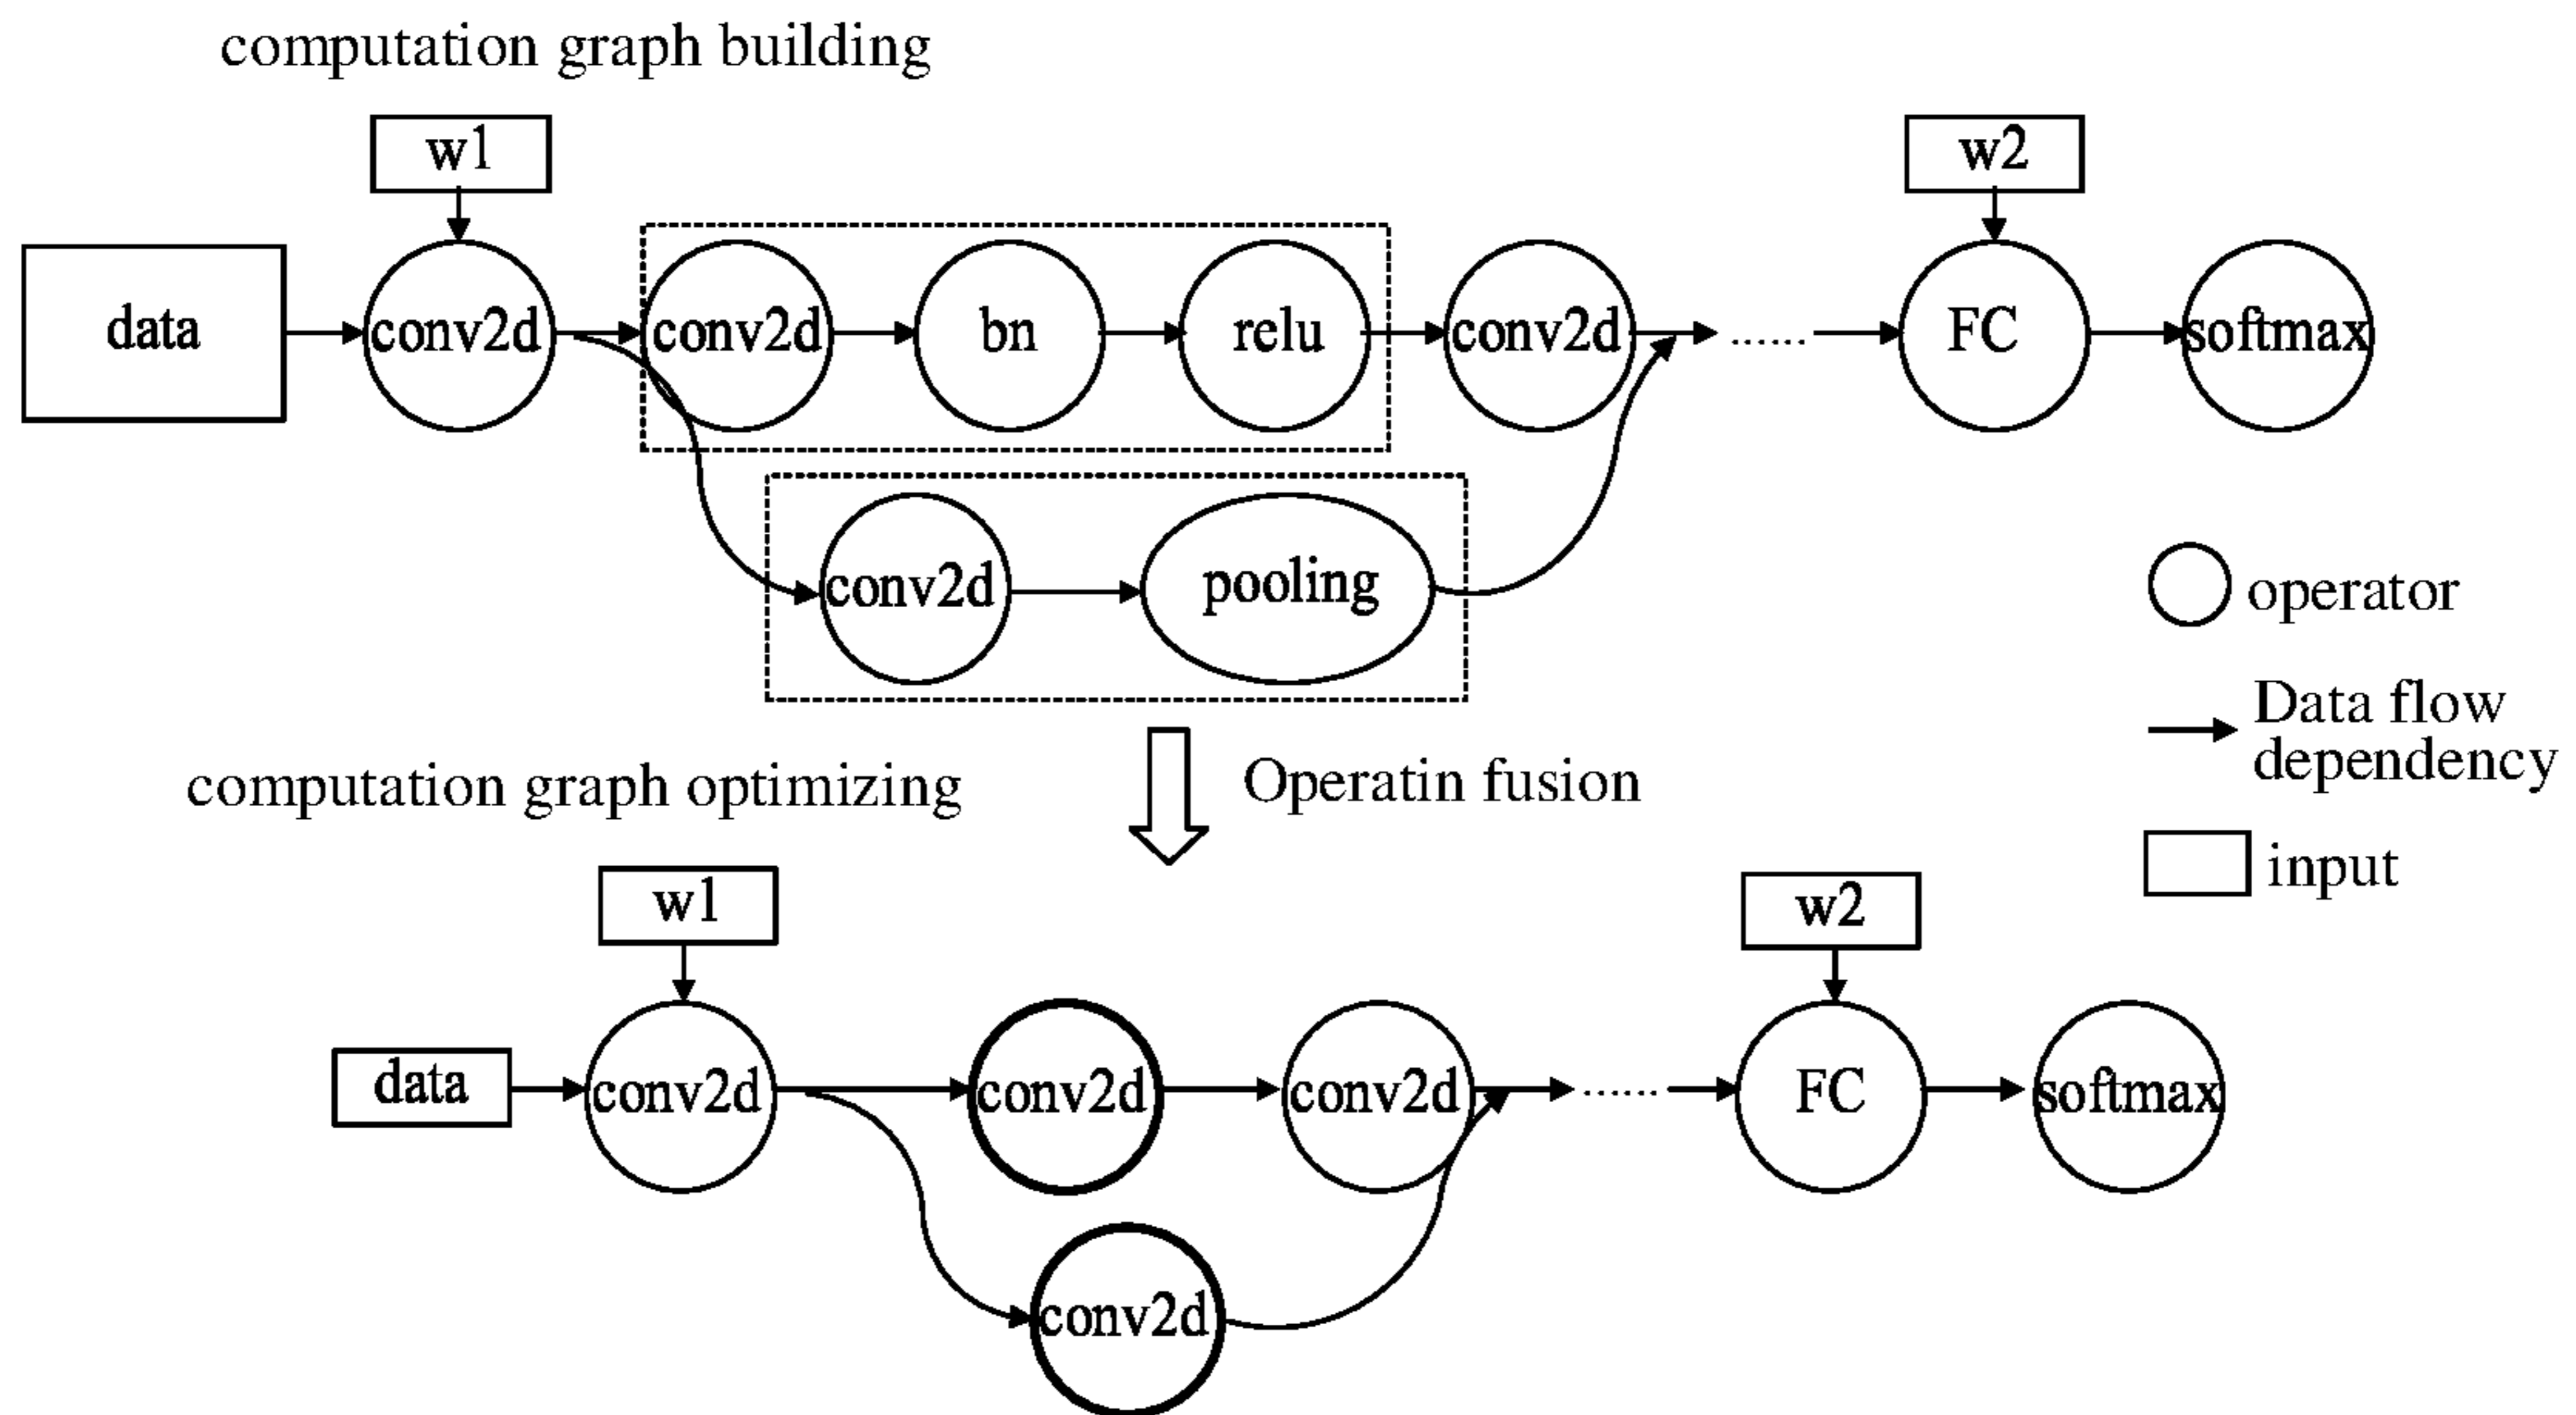 computation graph building
w1
w2
data
conv2d
conv2d
bn
relu
conv2d
......
FC
softmax
conv2d
pooling
operator
Data flow
dependency
input
computation graph optimizing
Operatin fusion
w1
w2
data
conv2d
conv2d
conv2d
......
FC
softmax
conv2d